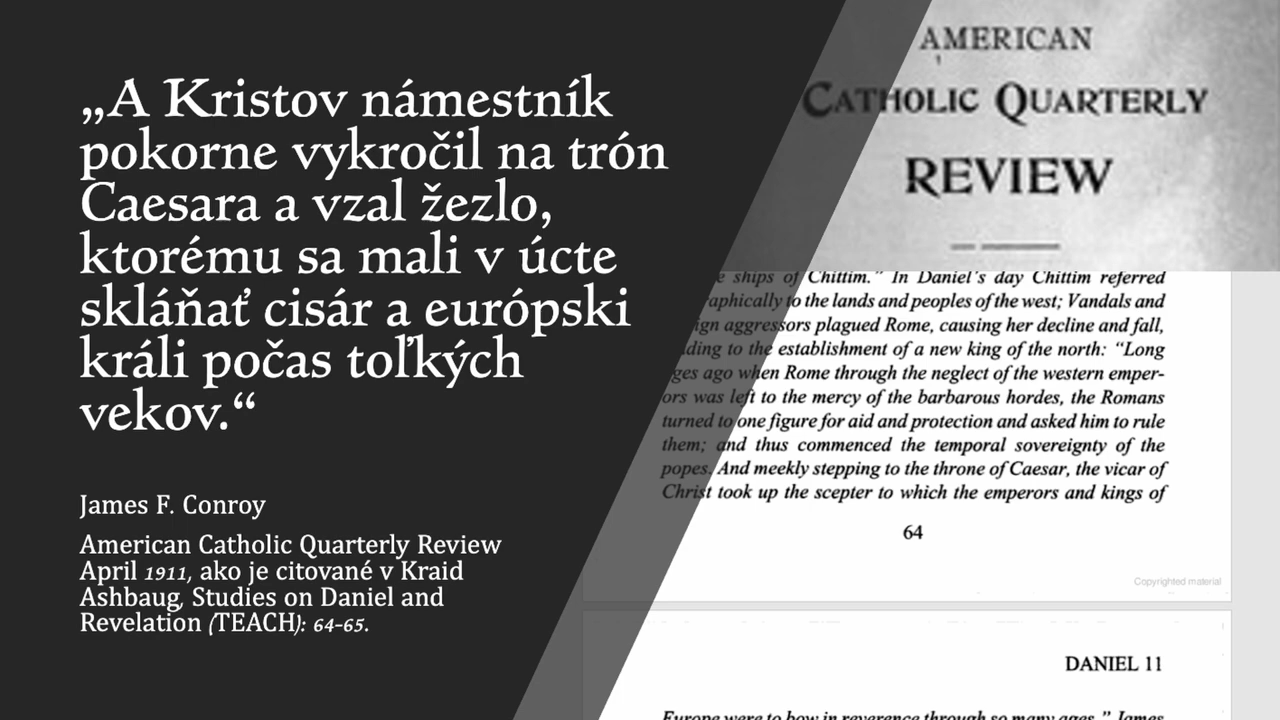 „A Kristov námestník
pokorne vykročil na trón
Caesara a vzal žezlo,
ktorému sa mali v úcte
skláňať cisár a európski
králi počas toľkých
vekov.“
James F. Conroy
American Catholic Quarterly Review
April 1911, ako je citované v Kraid
Ashbaug, Studies on Daniel and
Revelation (TEACH): 64-65.
AMERICAN
CATHOLIC QUARTERLY
REVIEW
ships of Chittim." In Daniel's day Chittim referred
to the lands and peoples of the west; Vandals and
aggressors plagued Rome, causing her decline and fall,
to the establishment of a new king of the north: "Long
ages ago when Rome through the neglect of the western emper-
ors was left to the mercy of the barbarous hordes, the Romans
turned to one figure for aid and protection and asked him to rule
them; and thus commenced the temporal sovereignty of the
popes. And meekly stepping to the throne of Caesar, the vicar of
Christ took up the scepter to which the emperors and kings of
64
Copyrighted material
DANIEL 11
Europe were to bow in reverence through so many ages." James